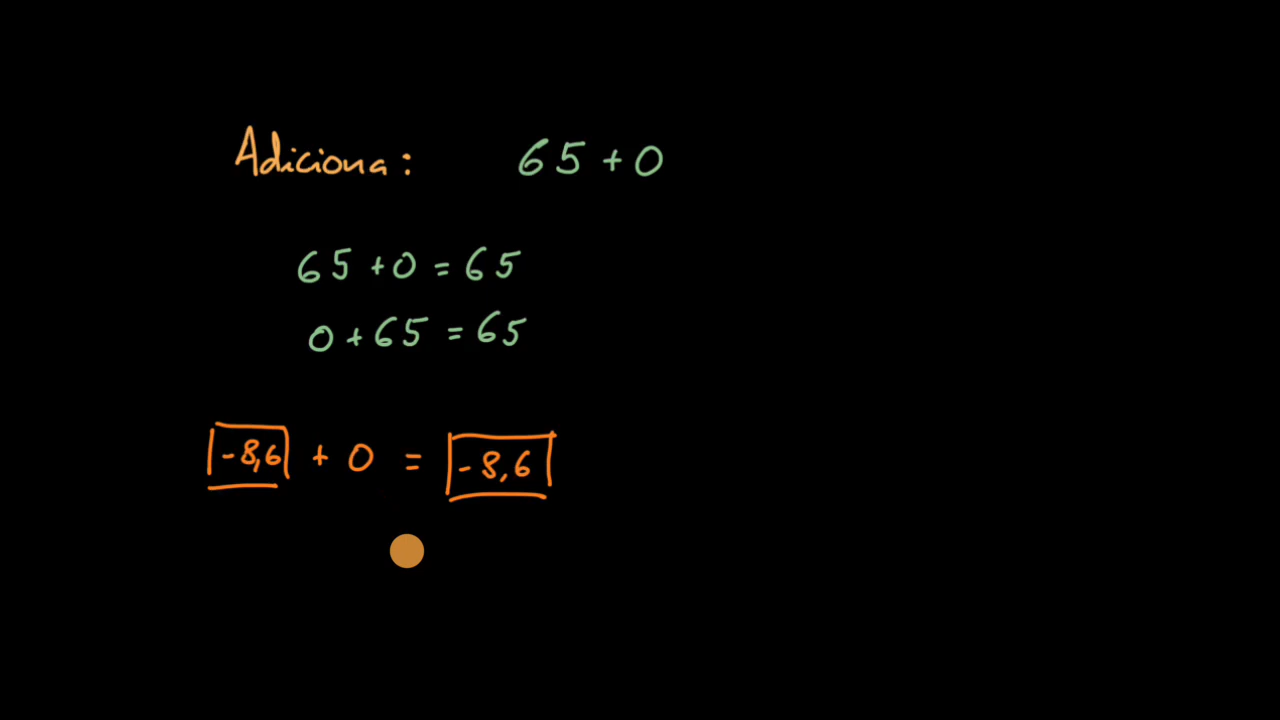 Adiciona: 65 + 0
65 + 0 = 65
0 + 65 = 65
-8,6 + 0 = -8,6